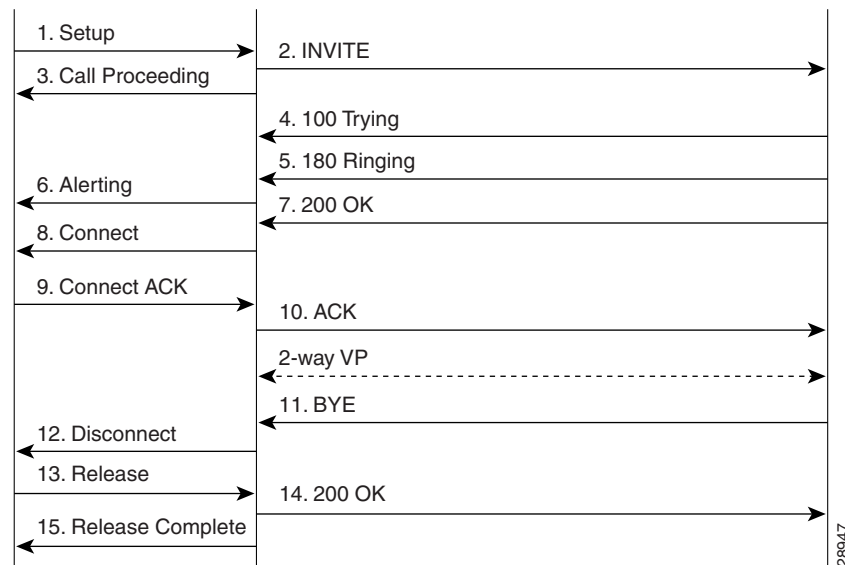 1. Setup
2. INVITE
3. Call Proceeding
4. 100 Trying
5. 180 Ringing
6. Alerting
7. 200 OK
8. Connect
9. Connect ACK
10. ACK
2-way VP
11. BYE
12. Disconnect
13. Release
14. 200 OK
15. Release Complete
28947